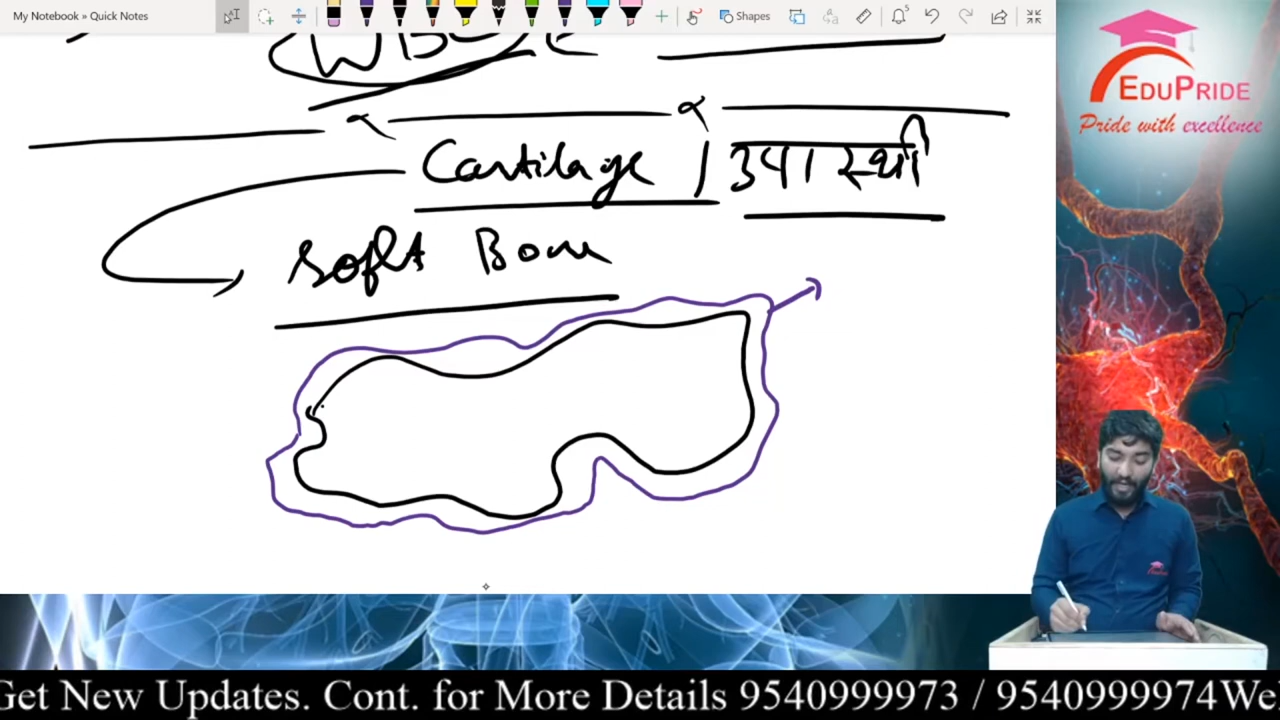 My Notebook » Quick Notes
Shapes
EDUPRIDE
Pride with excellence
Cartilage | उपास्थी
Soft Bone
Get New Updates. Cont. for More Details 9540999973 / 9540999974We